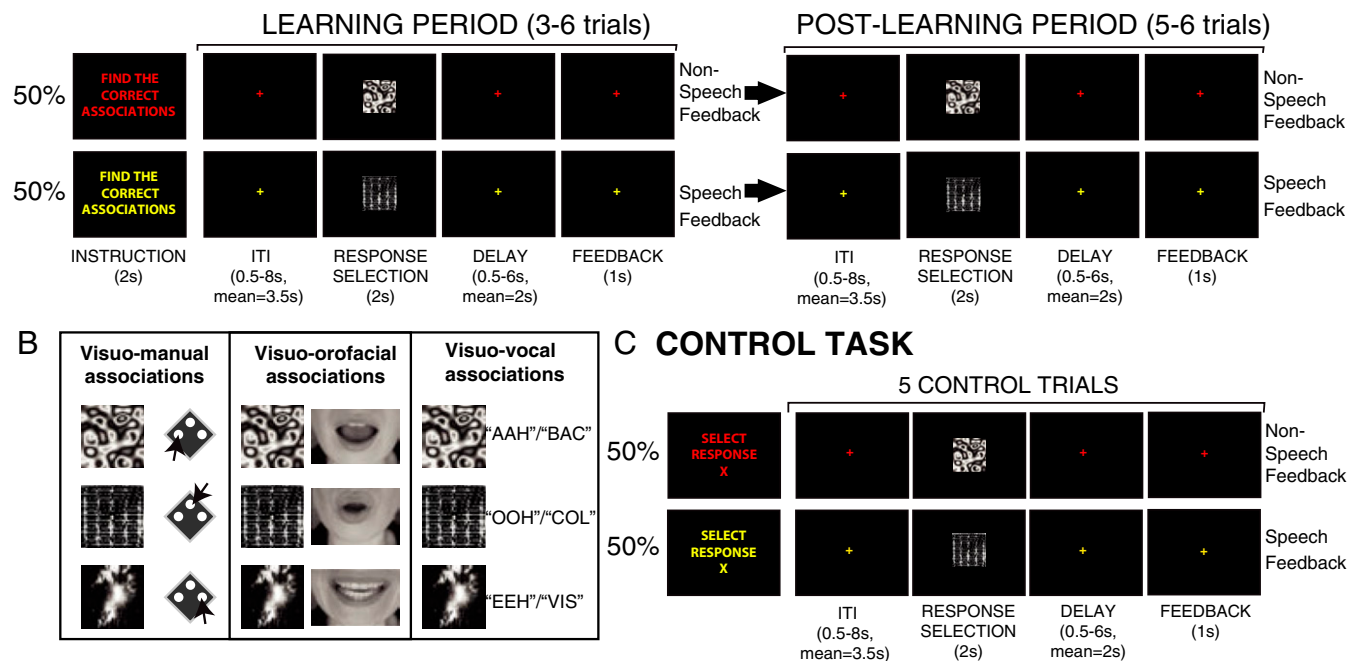 LEARNING PERIOD (3-6 trials)
POST-LEARNING PERIOD (5-6 trials)
50%
FIND THE
CORRECT
ASSOCIATIONS
+
+
+
Non-
Speech
Feedback
+
+
+
Non-
Speech
Feedback
50%
FIND THE
CORRECT
ASSOCIATIONS
+
+
+
Speech
Feedback
+
+
+
Speech
Feedback
INSTRUCTION
(2s)
ITI
(0.5-8s,
mean=3.5s)
RESPONSE
SELECTION
(2s)
DELAY
(0.5-6s,
mean=2s)
FEEDBACK
(1s)
ITI
(0.5-8s,
mean=3.5s)
RESPONSE
SELECTION
(2s)
DELAY
(0.5-6s,
mean=2s)
FEEDBACK
(1s)
B
Visuo-manual
associations
Visuo-orofacial
associations
Visuo-vocal
associations
"AAH"/"BAC"
"OOH"/"COL"
"EEH"/"VIS"
C CONTROL TASK
5 CONTROL TRIALS
50%
SELECT
RESPONSE
X
+
+
+
Non-
Speech
Feedback
50%
SELECT
RESPONSE
X
+
+
+
Speech
Feedback
ITI
(0.5-8s,
mean=3.5s)
RESPONSE
SELECTION
(2s)
DELAY
(0.5-6s,
mean=2s)
FEEDBACK
(1s)